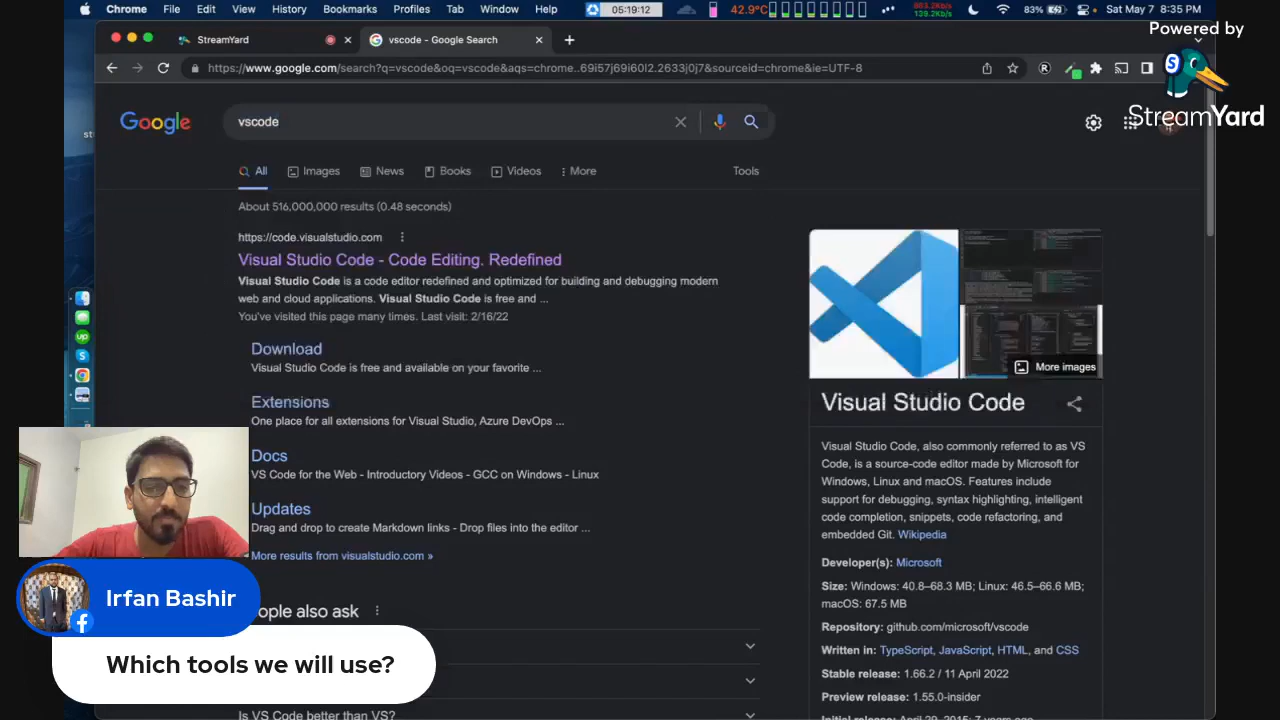 Chrome File Edit View History Bookmarks Profiles Tab Window Help 05:19:12 42.9°C 83% Sat May 7 8:35 PM
Powered by
StreamYard
StreamYard
vscode - Google Search
https://www.google.com/search?q=vscode&oq=vscode&aqs=chrome..69i57j69i60l2.2633j0j7&sourceid=chrome&ie=UTF-8
Google
vscode
All Images News Books Videos More Tools
About 516,000,000 results (0.48 seconds)
https://code.visualstudio.com
Visual Studio Code - Code Editing. Redefined
Visual Studio Code is a code editor redefined and optimized for building and debugging modern
web and cloud applications. Visual Studio Code is free and ...
You've visited this page many times. Last visit: 2/16/22
Download
Visual Studio Code is free and available on your favorite ...
Extensions
One place for all extensions for Visual Studio, Azure DevOps ...
Docs
VS Code for the Web - Introductory Videos - GCC on Windows - Linux
Updates
Drag and drop to create Markdown links - Drop files into the editor ...
More results from visualstudio.com »
ople also ask
Is VS Code better than VS?
More images
Visual Studio Code
Visual Studio Code, also commonly referred to as VS
Code, is a source-code editor made by Microsoft for
Windows, Linux and macOS. Features include
support for debugging, syntax highlighting, intelligent
code completion, snippets, code refactoring, and
embedded Git. Wikipedia
Developer(s): Microsoft
Size: Windows: 40.8–68.3 MB; Linux: 46.5–66.6 MB;
macOS: 67.5 MB
Repository: github.com/microsoft/vscode
Written in: TypeScript, JavaScript, HTML, and CSS
Stable release: 1.66.2 / 11 April 2022
Preview release: 1.55.0-insider
Initial release: April 29, 2015; 7 years ago
Irfan Bashir
Which tools we will use?